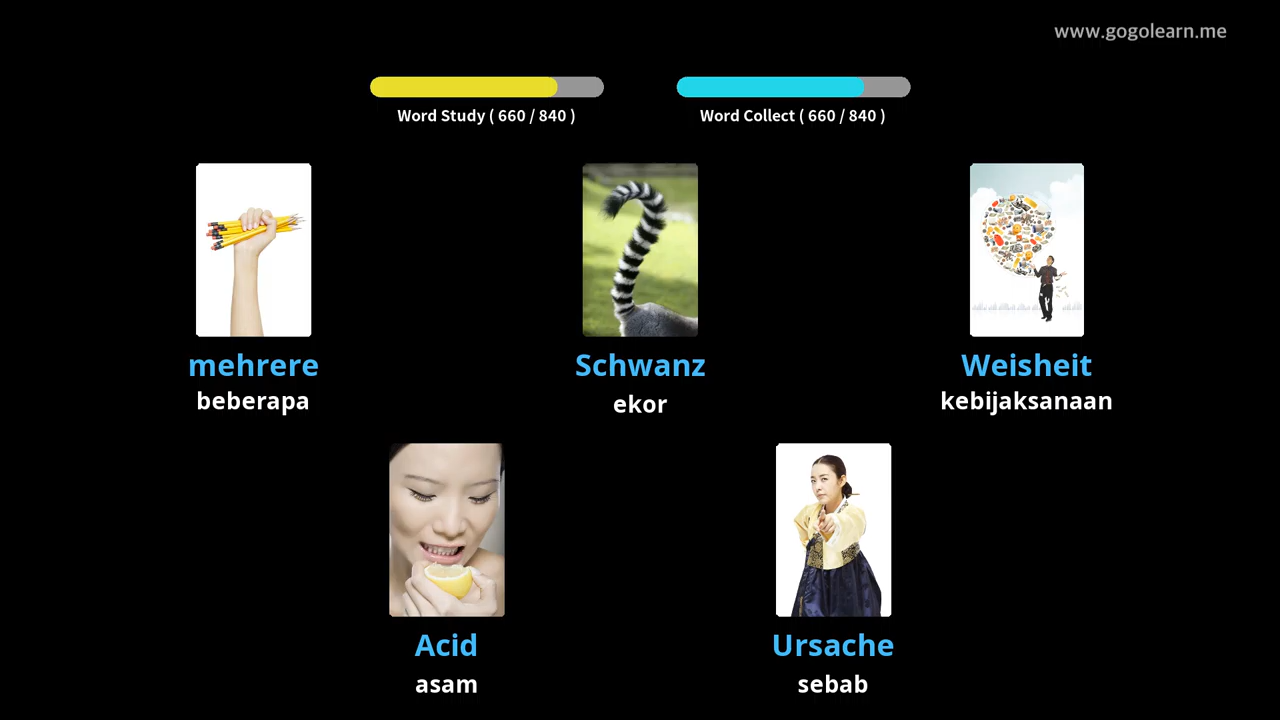 www.gogolearn.me
Word Study ( 660 / 840 )
Word Collect ( 660 / 840 )
mehrere
beberapa
Schwanz
ekor
Weisheit
kebijaksanaan
Acid
asam
Ursache
sebab